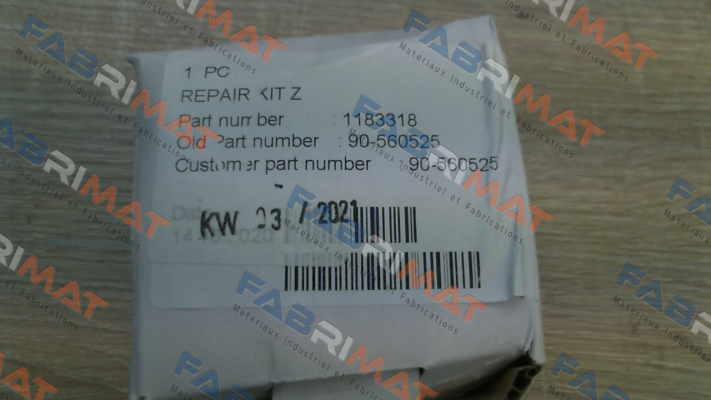 1 PC
REPAIR KIT Z
Part number : 1183318
Old Part number : 90-560525
Customer part number : 90-560525
KW 03 / 2021
FABRIMAT
Materiaux Industriel et Fabrications